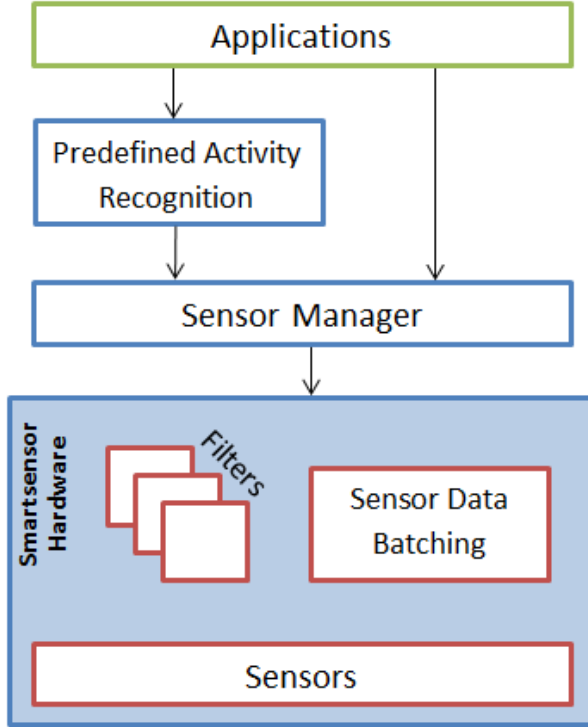 Applications
Predefined Activity
Recognition
Sensor Manager
Smartsensor
Hardware
Filters
Sensor Data
Batching
Sensors